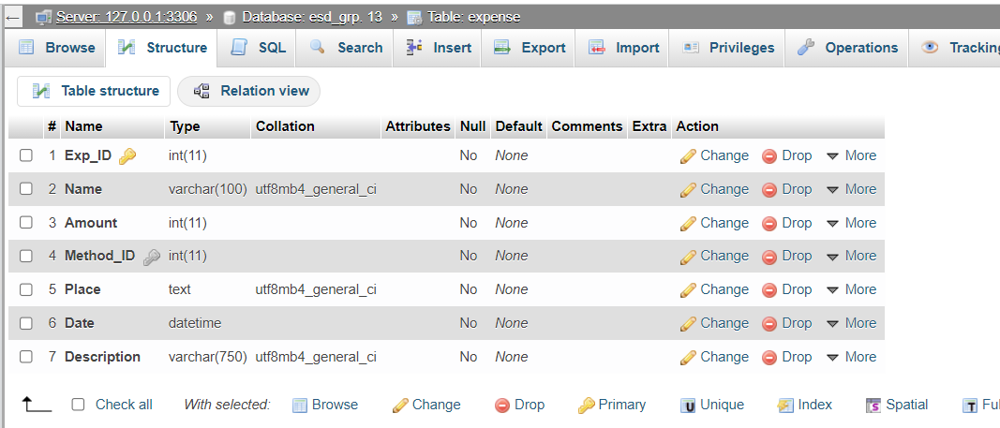 Server: 127.0.0.1:3306 » Database: esd_grp. 13 » Table: expense
Browse Structure SQL Search Insert Export Import Privileges Operations Tracking
Table structure Relation view
# Name Type Collation Attributes Null Default Comments Extra Action
1 Exp_ID int(11) No None Change Drop More
2 Name varchar(100) utf8mb4_general_ci No None Change Drop More
3 Amount int(11) No None Change Drop More
4 Method_ID int(11) No None Change Drop More
5 Place text utf8mb4_general_ci No None Change Drop More
6 Date datetime No None Change Drop More
7 Description varchar(750) utf8mb4_general_ci No None Change Drop More
Check all With selected: Browse Change Drop Primary Unique Index Spatial